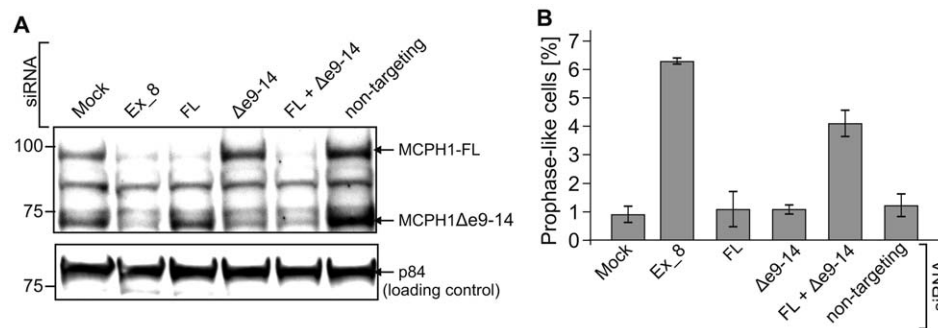 A
siRNA
Mock
Ex_8
FL
Δe9-14
FL + Δe9-14
non-targeting
100
MCPH1-FL
75
MCPH1Δe9-14
75
p84
(loading control)
B
Prophase-like cells [%]
7
6
5
4
3
2
1
0
Mock
Ex_8
FL
Δe9-14
FL + Δe9-14
non-targeting
siRNA